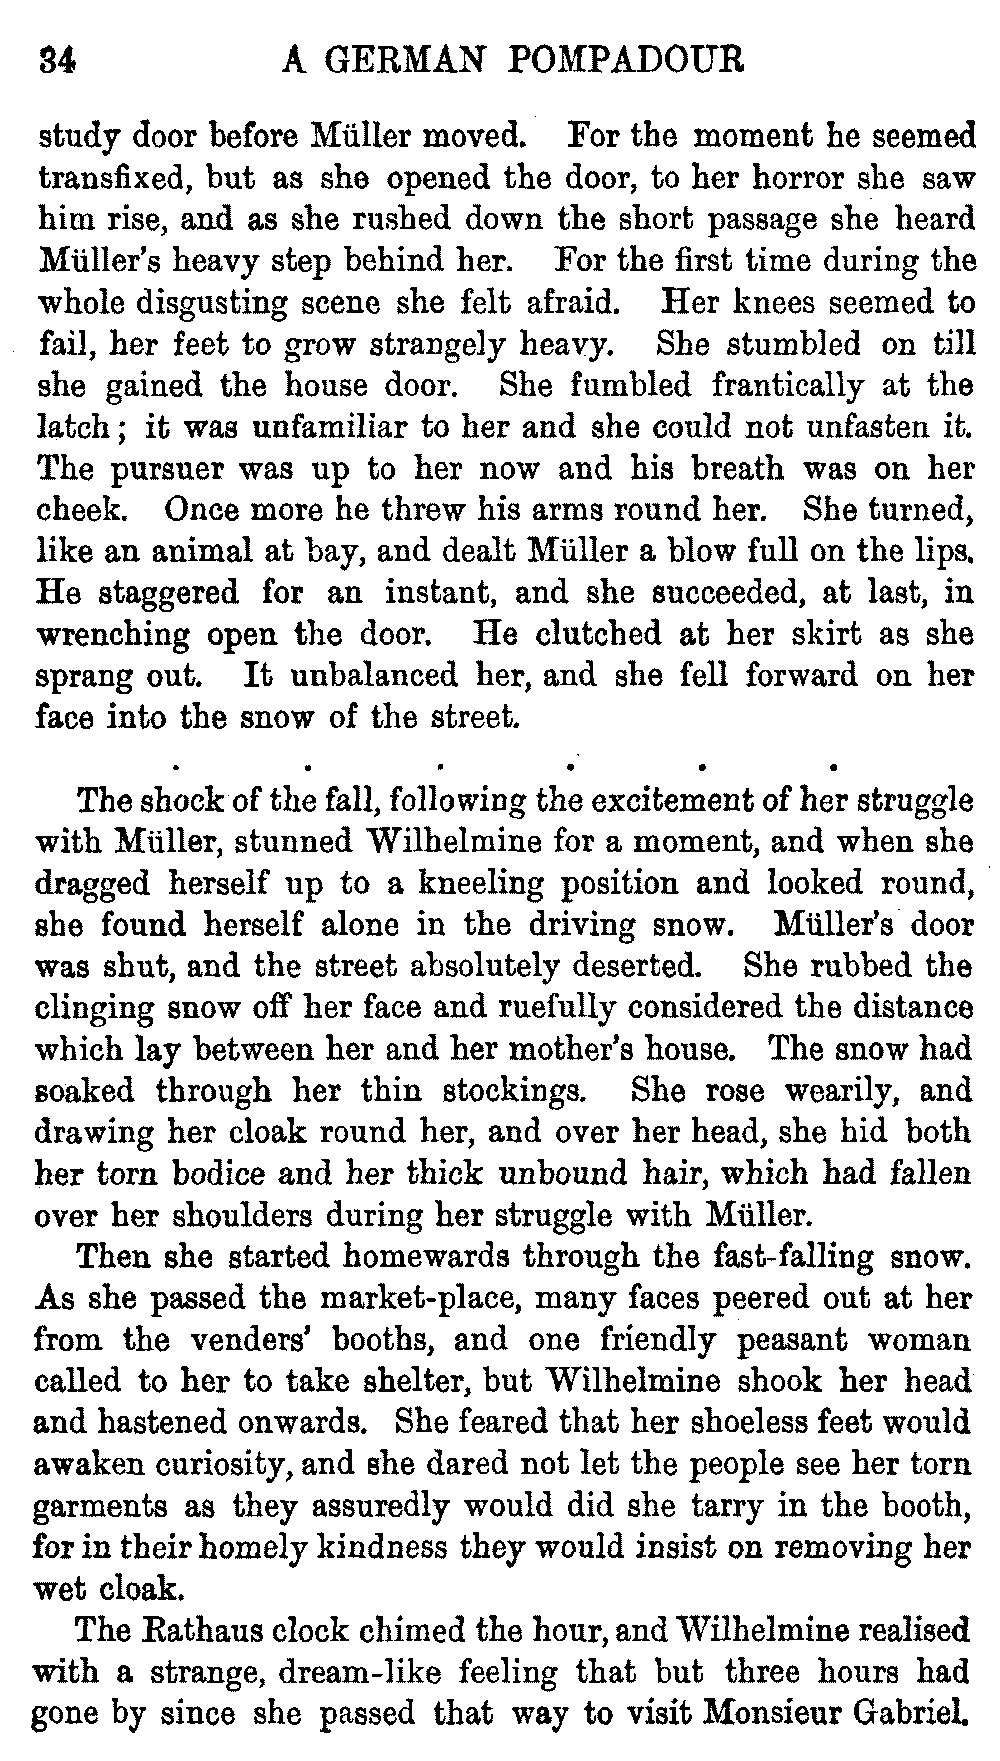 34 A GERMAN POMPADOUR
study door before Müller moved. For the moment he seemed
transfixed, but as she opened the door, to her horror she saw
him rise, and as she rushed down the short passage she heard
Müller's heavy step behind her. For the first time during the
whole disgusting scene she felt afraid. Her knees seemed to
fail, her feet to grow strangely heavy. She stumbled on till
she gained the house door. She fumbled frantically at the
latch; it was unfamiliar to her and she could not unfasten it.
The pursuer was up to her now and his breath was on her
cheek. Once more he threw his arms round her. She turned,
like an animal at bay, and dealt Müller a blow full on the lips.
He staggered for an instant, and she succeeded, at last, in
wrenching open the door. He clutched at her skirt as she
sprang out. It unbalanced her, and she fell forward on her
face into the snow of the street.
. . . . . .
The shock of the fall, following the excitement of her struggle
with Müller, stunned Wilhelmine for a moment, and when she
dragged herself up to a kneeling position and looked round,
she found herself alone in the driving snow. Müller's door
was shut, and the street absolutely deserted. She rubbed the
clinging snow off her face and ruefully considered the distance
which lay between her and her mother's house. The snow had
soaked through her thin stockings. She rose wearily, and
drawing her cloak round her, and over her head, she hid both
her torn bodice and her thick unbound hair, which had fallen
over her shoulders during her struggle with Müller.
Then she started homewards through the fast-falling snow.
As she passed the market-place, many faces peered out at her
from the venders' booths, and one friendly peasant woman
called to her to take shelter, but Wilhelmine shook her head
and hastened onwards. She feared that her shoeless feet would
awaken curiosity, and she dared not let the people see her torn
garments as they assuredly would did she tarry in the booth,
for in their homely kindness they would insist on removing her
wet cloak.
The Rathaus clock chimed the hour, and Wilhelmine realised
with a strange, dream-like feeling that but three hours had
gone by since she passed that way to visit Monsieur Gabriel.